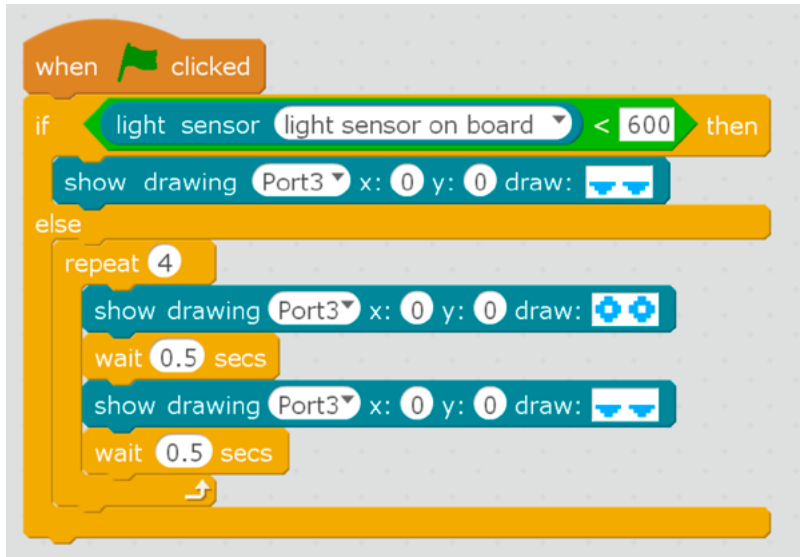 when clicked
if light sensor light sensor on board < 600 then
show drawing Port3 x: 0 y: 0 draw:
else
repeat 4
show drawing Port3 x: 0 y: 0 draw:
wait 0.5 secs
show drawing Port3 x: 0 y: 0 draw:
wait 0.5 secs